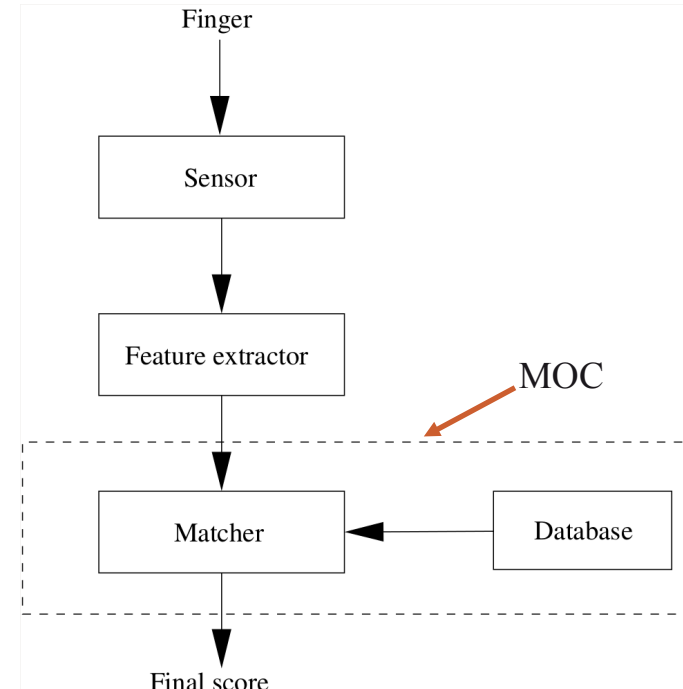 Finger
Sensor
Feature extractor
MOC
Matcher
Database
Final score